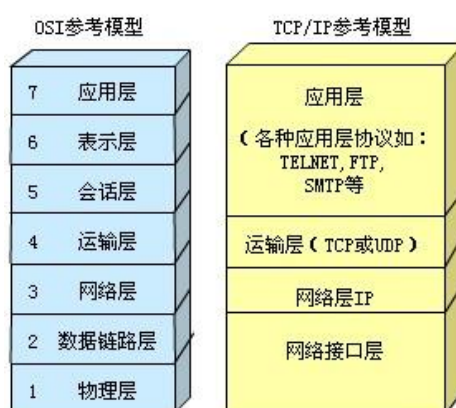 OSI参考模型
7 应用层
6 表示层
5 会话层
4 运输层
3 网络层
2 数据链路层
1 物理层
TCP/IP参考模型
应用层
(各种应用层协议如:
TELNET, FTP,
SMTP等
运输层(TCP或UDP)
网络层IP
网络接口层